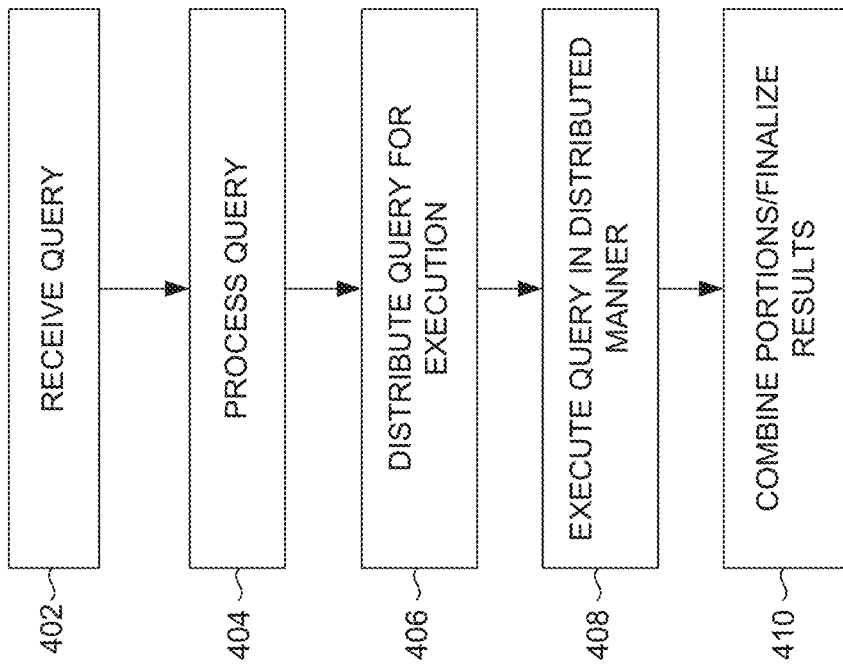 402
RECEIVE QUERY
404
PROCESS QUERY
406
DISTRIBUTE QUERY FOR
EXECUTION
408
EXECUTE QUERY IN DISTRIBUTED
MANNER
410
COMBINE PORTIONS/FINALIZE
RESULTS